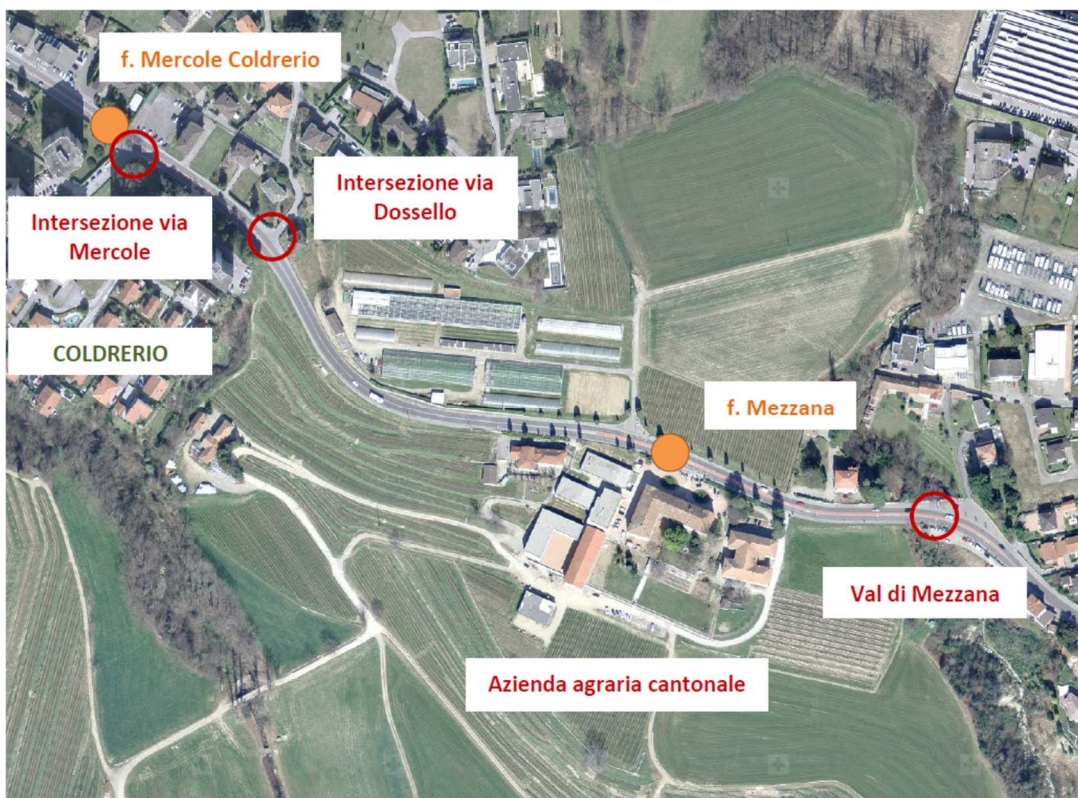 f. Mercole Coldrerio
Intersezione via
Dossello
Intersezione via
Mercole
COLDRERIO
f. Mezzana
Val di Mezzana
Azienda agraria cantonale